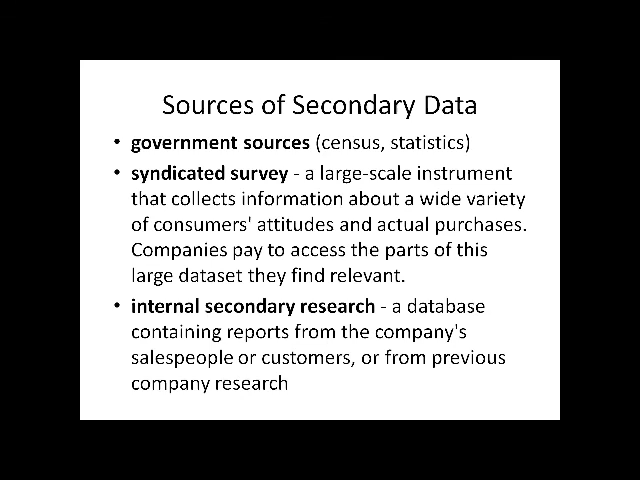 Sources of Secondary Data
• government sources (census, statistics)
• syndicated survey - a large-scale instrument
that collects information about a wide variety
of consumers' attitudes and actual purchases.
Companies pay to access the parts of this
large dataset they find relevant.
• internal secondary research - a database
containing reports from the company's
salespeople or customers, or from previous
company research